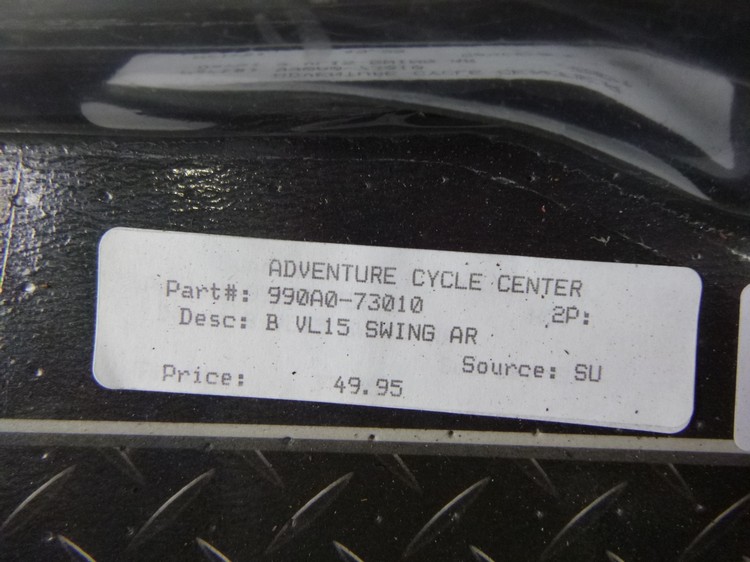 ADVENTURE CYCLE CENTER
Part#: 990A0-73010 2P:
Desc: B VL15 SWING AR
Source: SU
Price: 49.95